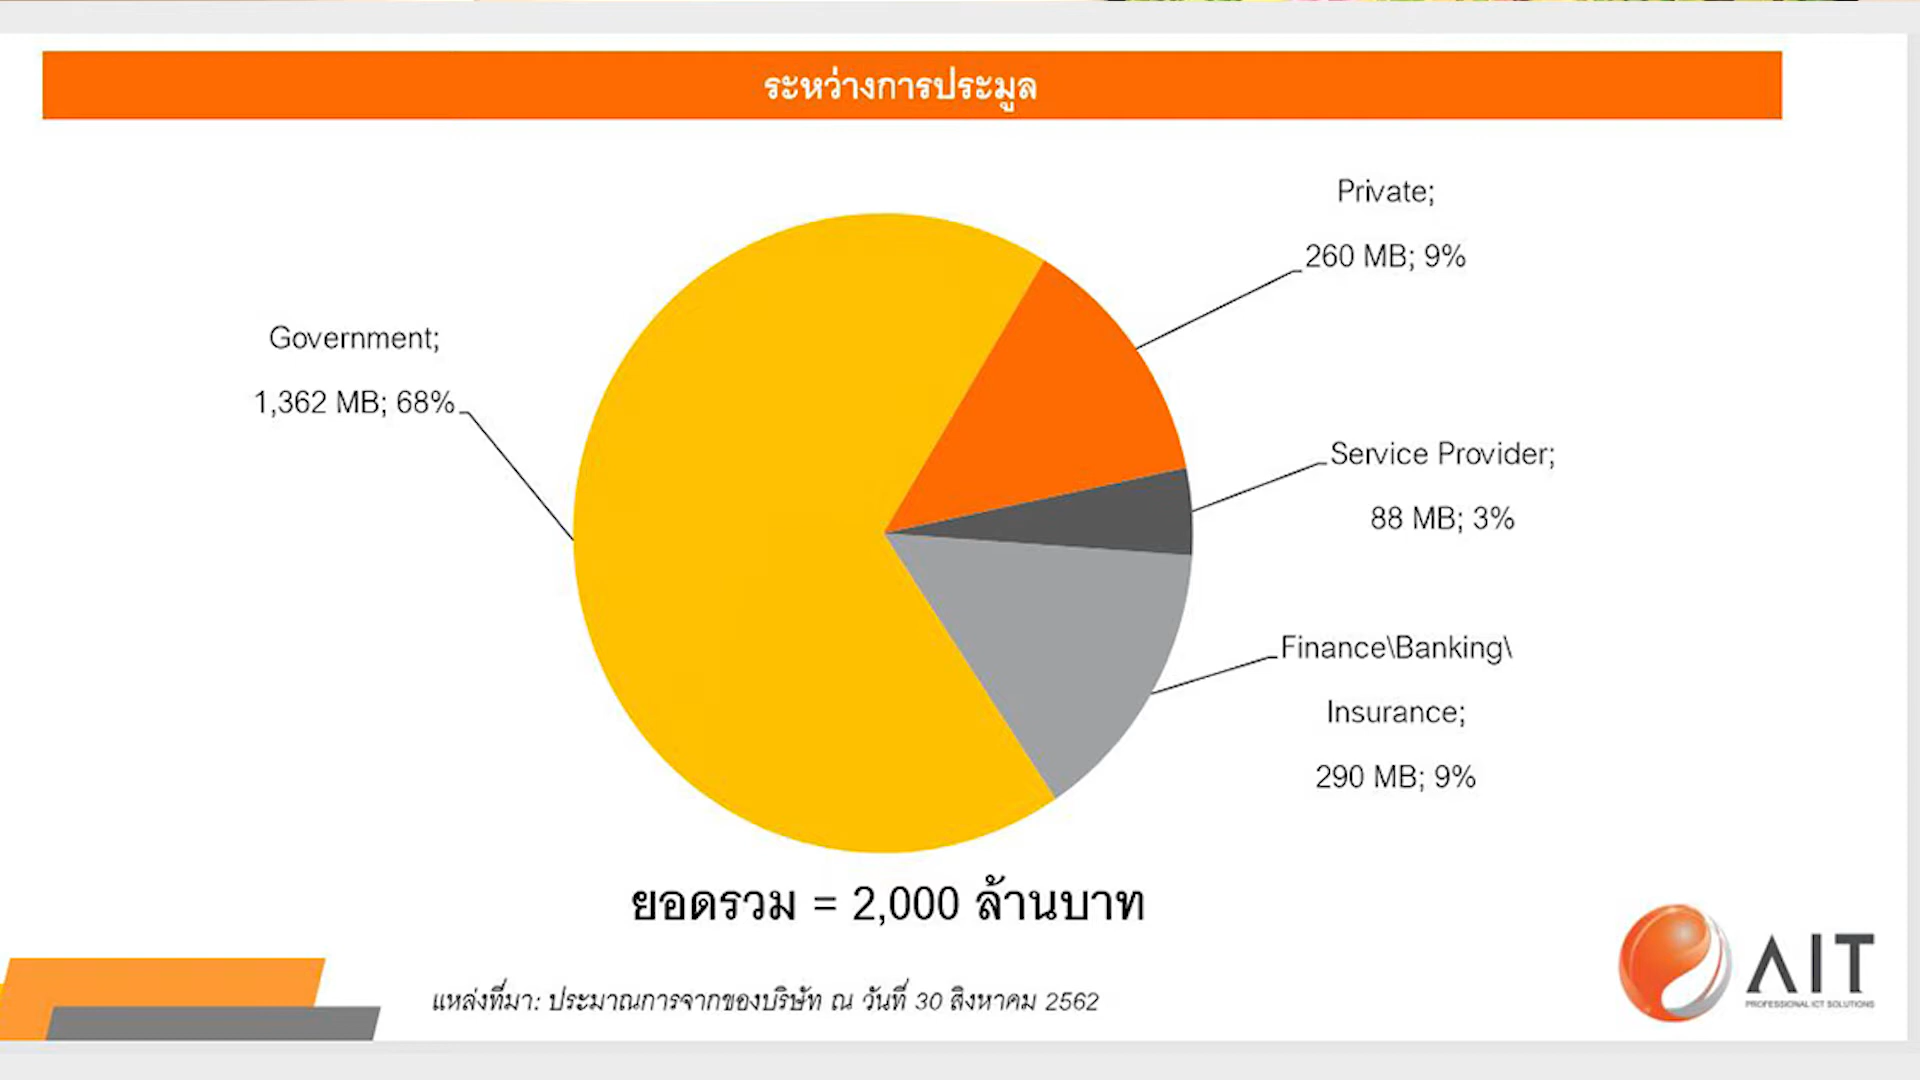 ระหว่างการประมูล
Private;
260 MB; 9%
Government;
1,362 MB; 68%
Service Provider;
88 MB; 3%
Finance\Banking\
Insurance;
290 MB; 9%
ยอดรวม = 2,000 ล้านบาท
แหล่งที่มา: ประมาณการจากของบริษัท ณ วันที่ 30 สิงหาคม 2562
AIT
PROFESSIONAL ICT SOLUTIONS